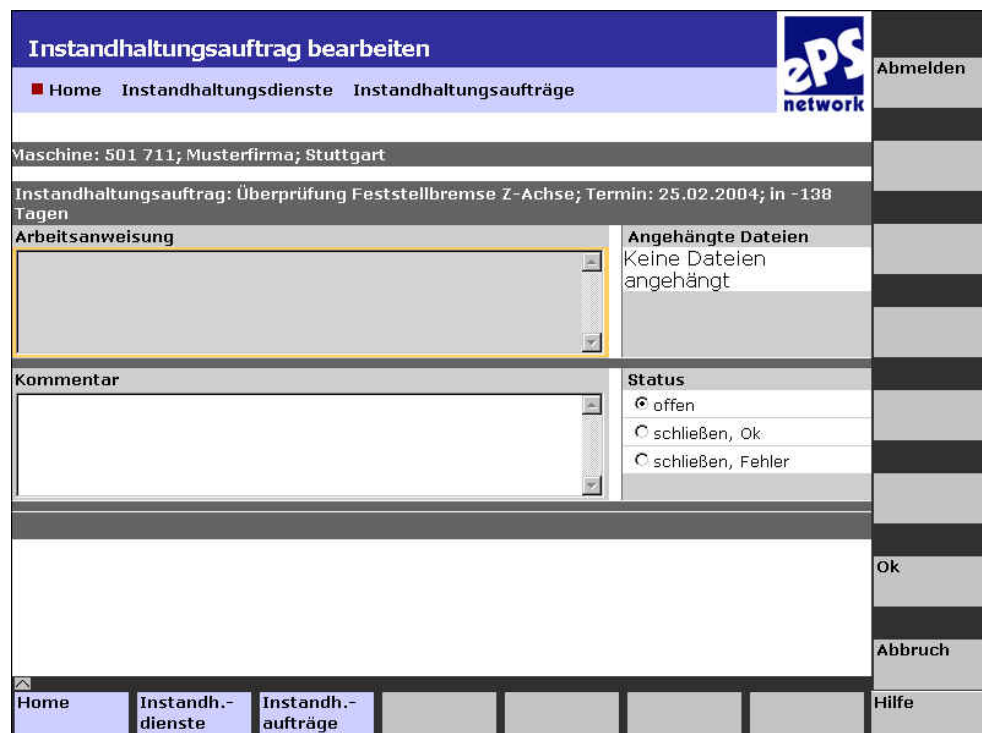 Instandhaltungsauftrag bearbeiten
ePS
network
Abmelden
Home Instandhaltungsdienste Instandhaltungsaufträge
Maschine: 501 711; Musterfirma; Stuttgart
Instandhaltungsauftrag: Überprüfung Feststellbremse Z-Achse; Termin: 25.02.2004; in -138
Tagen
Arbeitsanweisung
Angehängte Dateien
Keine Dateien
angehängt
Kommentar
Status
offen
schließen, Ok
schließen, Fehler
Ok
Abbruch
Home
Instandh.-
dienste
Instandh.-
aufträge
Hilfe